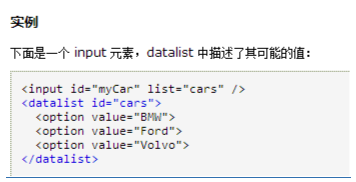 实例
下面是一个 input 元素，datalist 中描述了其可能的值：
<input id="myCar" list="cars" />
<datalist id="cars">
  <option value="BMW">
  <option value="Ford">
  <option value="Volvo">
</datalist>